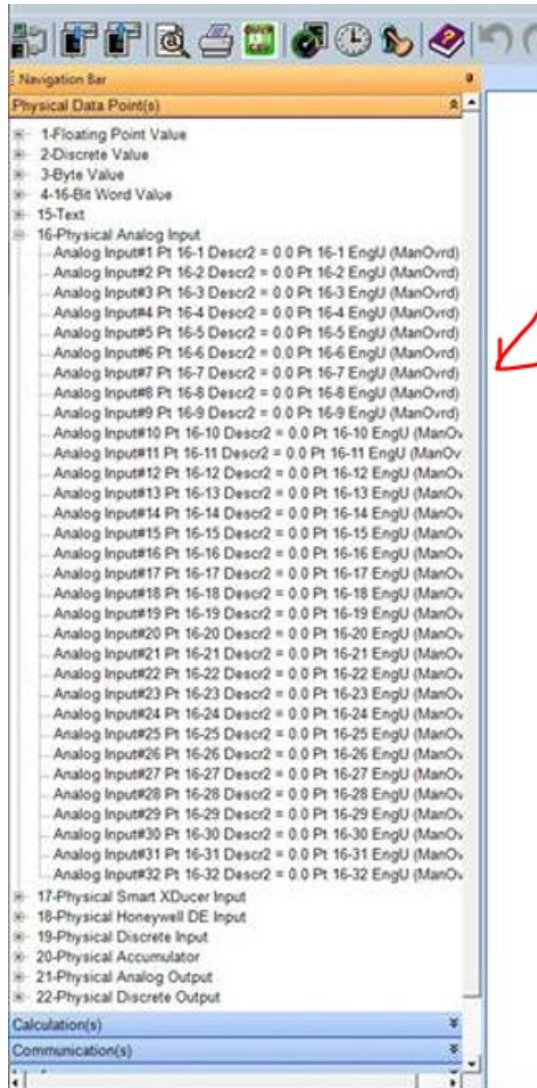 Navigation Bar
Physical Data Point(s)
1-Floating Point Value
2-Discrete Value
3-Byte Value
4-16-Bit Word Value
15-Text
16-Physical Analog Input
Analog Input#1 Pt 16-1 Descr2 = 0.0 Pt 16-1 EngU (ManOvrd)
Analog Input#2 Pt 16-2 Descr2 = 0.0 Pt 16-2 EngU (ManOvrd)
Analog Input#3 Pt 16-3 Descr2 = 0.0 Pt 16-3 EngU (ManOvrd)
Analog Input#4 Pt 16-4 Descr2 = 0.0 Pt 16-4 EngU (ManOvrd)
Analog Input#5 Pt 16-5 Descr2 = 0.0 Pt 16-5 EngU (ManOvrd)
Analog Input#6 Pt 16-6 Descr2 = 0.0 Pt 16-6 EngU (ManOvrd)
Analog Input#7 Pt 16-7 Descr2 = 0.0 Pt 16-7 EngU (ManOvrd)
Analog Input#8 Pt 16-8 Descr2 = 0.0 Pt 16-8 EngU (ManOvrd)
Analog Input#9 Pt 16-9 Descr2 = 0.0 Pt 16-9 EngU (ManOvrd)
Analog Input#10 Pt 16-10 Descr2 = 0.0 Pt 16-10 EngU (ManOv
Analog Input#11 Pt 16-11 Descr2 = 0.0 Pt 16-11 EngU (ManOv
Analog Input#12 Pt 16-12 Descr2 = 0.0 Pt 16-12 EngU (ManOv
Analog Input#13 Pt 16-13 Descr2 = 0.0 Pt 16-13 EngU (ManOv
Analog Input#14 Pt 16-14 Descr2 = 0.0 Pt 16-14 EngU (ManOv
Analog Input#15 Pt 16-15 Descr2 = 0.0 Pt 16-15 EngU (ManOv
Analog Input#16 Pt 16-16 Descr2 = 0.0 Pt 16-16 EngU (ManOv
Analog Input#17 Pt 16-17 Descr2 = 0.0 Pt 16-17 EngU (ManOv
Analog Input#18 Pt 16-18 Descr2 = 0.0 Pt 16-18 EngU (ManOv
Analog Input#19 Pt 16-19 Descr2 = 0.0 Pt 16-19 EngU (ManOv
Analog Input#20 Pt 16-20 Descr2 = 0.0 Pt 16-20 EngU (ManOv
Analog Input#21 Pt 16-21 Descr2 = 0.0 Pt 16-21 EngU (ManOv
Analog Input#22 Pt 16-22 Descr2 = 0.0 Pt 16-22 EngU (ManOv
Analog Input#23 Pt 16-23 Descr2 = 0.0 Pt 16-23 EngU (ManOv
Analog Input#24 Pt 16-24 Descr2 = 0.0 Pt 16-24 EngU (ManOv
Analog Input#25 Pt 16-25 Descr2 = 0.0 Pt 16-25 EngU (ManOv
Analog Input#26 Pt 16-26 Descr2 = 0.0 Pt 16-26 EngU (ManOv
Analog Input#27 Pt 16-27 Descr2 = 0.0 Pt 16-27 EngU (ManOv
Analog Input#28 Pt 16-28 Descr2 = 0.0 Pt 16-28 EngU (ManOv
Analog Input#29 Pt 16-29 Descr2 = 0.0 Pt 16-29 EngU (ManOv
Analog Input#30 Pt 16-30 Descr2 = 0.0 Pt 16-30 EngU (ManOv
Analog Input#31 Pt 16-31 Descr2 = 0.0 Pt 16-31 EngU (ManOv
Analog Input#32 Pt 16-32 Descr2 = 0.0 Pt 16-32 EngU (ManOv
17-Physical Smart XDucer Input
18-Physical Honeywell DE Input
19-Physical Discrete Input
20-Physical Accumulator
21-Physical Analog Output
22-Physical Discrete Output
Calculation(s)
Communication(s)